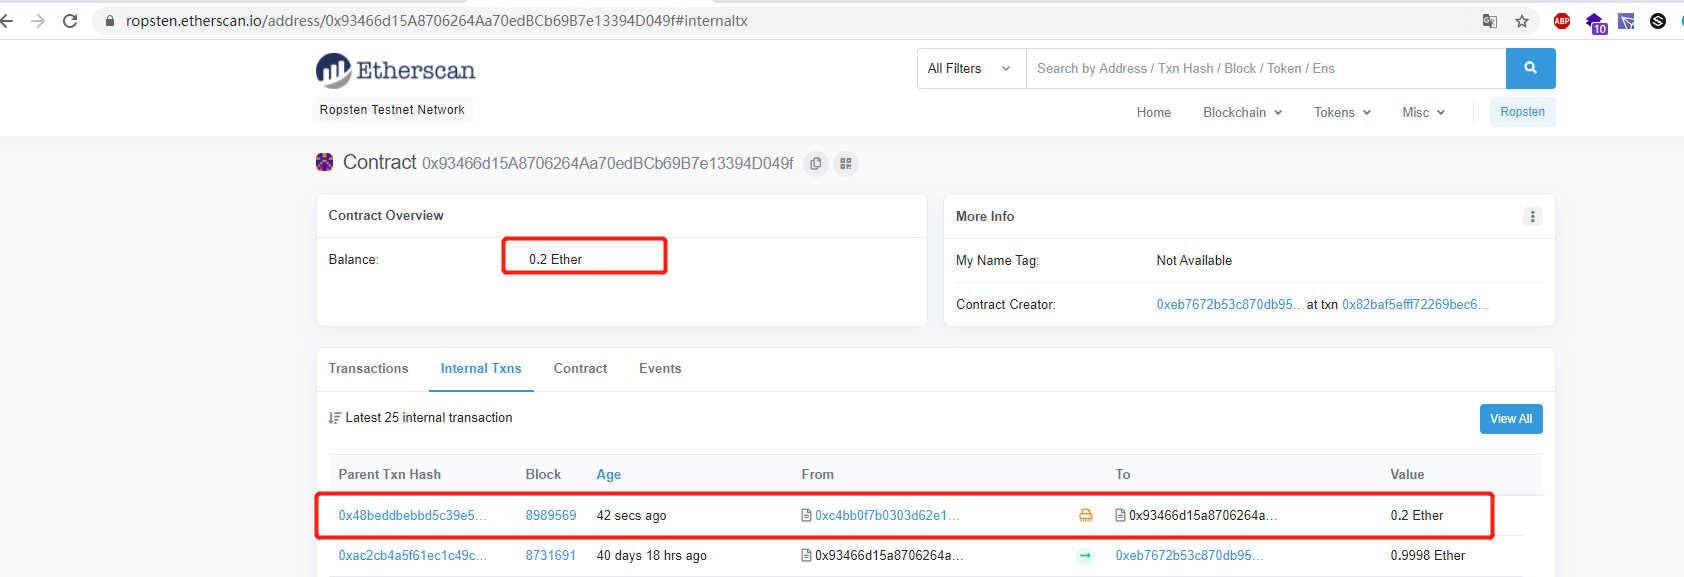 ropsten.etherscan.io/address/0x93466d15A8706264Aa70edBCb69B7e13394D049f#internaltx
ABP
10
Etherscan
All Filters
Search by Address / Txn Hash / Block / Token / Ens
Ropsten Testnet Network
Home Blockchain Tokens Misc Ropsten
Contract 0x93466d15A8706264Aa70edBCb69B7e13394D049f
Contract Overview
Balance: 0.2 Ether
More Info
My Name Tag: Not Available
Contract Creator: 0xeb7672b53c870db95... at txn 0x82baf5efff72269bec6...
Transactions Internal Txns Contract Events
Latest 25 internal transaction
View All
Parent Txn Hash Block Age From To Value
0x48beddbebbd5c39e5... 8989569 42 secs ago 0xc4bb0f7b0303d62e1... 0x93466d15a8706264a... 0.2 Ether
0xac2cb4a5f61ec1c49c... 8731691 40 days 18 hrs ago 0x93466d15a8706264a... 0xeb7672b53c870db95... 0.9998 Ether